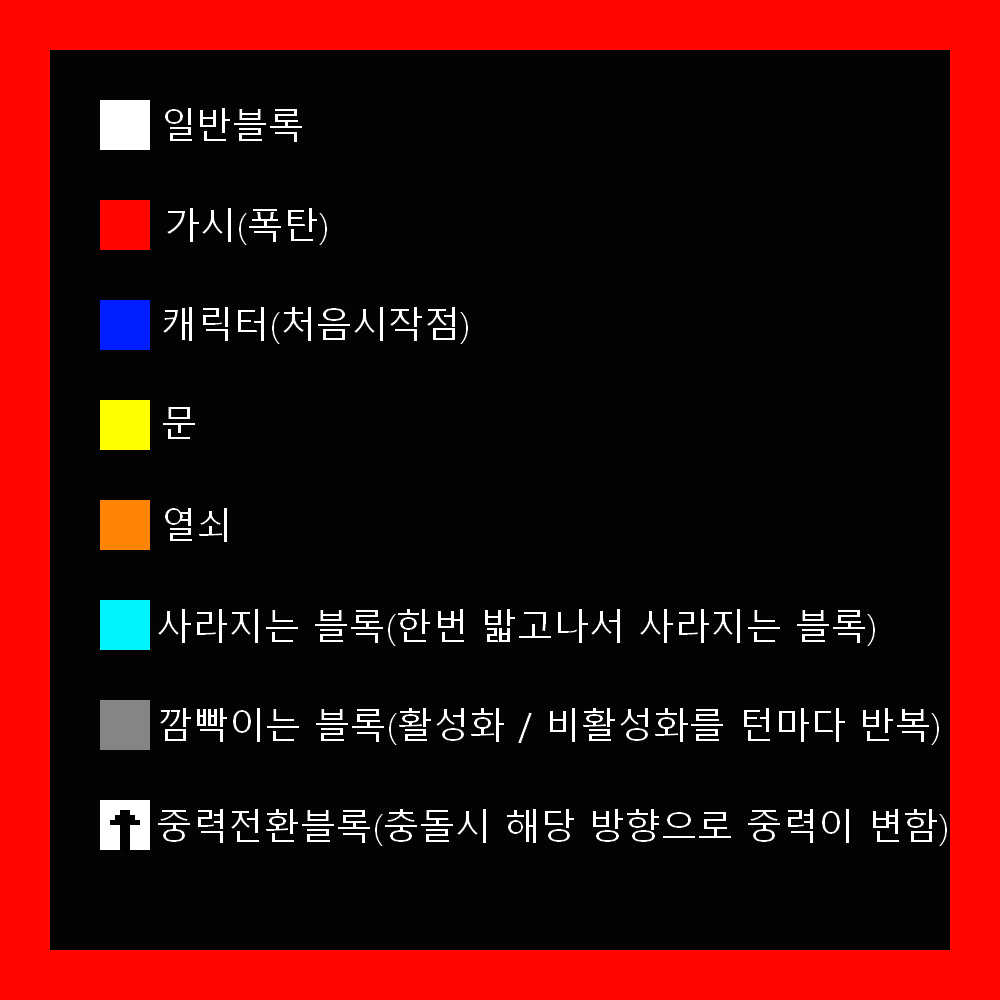 일반블록
가시(폭탄)
캐릭터(처음시작점)
문
열쇠
사라지는 블록(한번 밟고나서 사라지는 블록)
깜빡이는 블록(활성화 / 비활성화를 턴마다 반복)
중력전환블록(충돌시 해당 방향으로 중력이 변함)